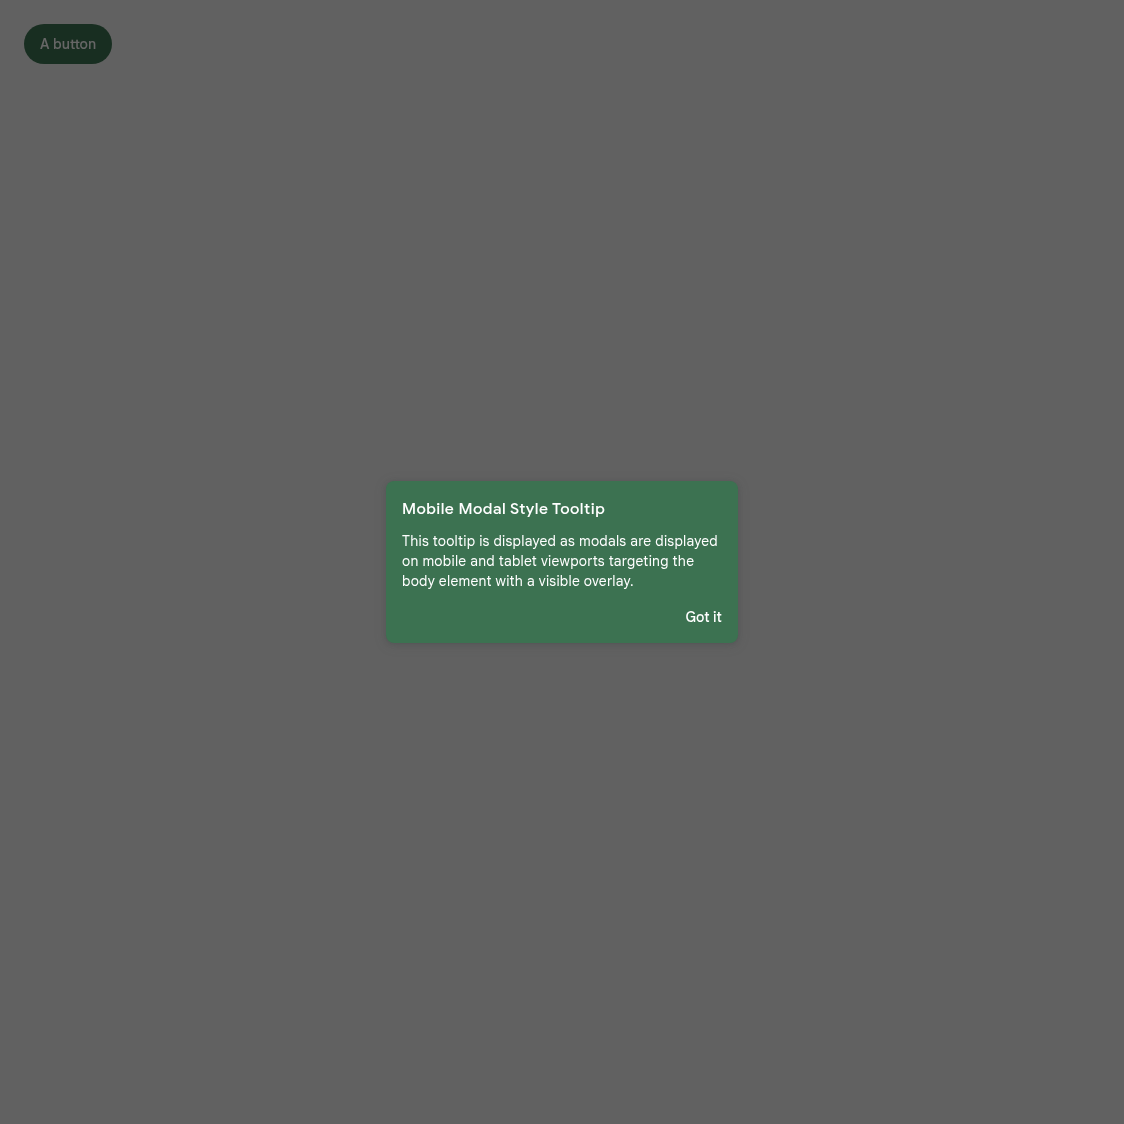 A button
Mobile Modal Style Tooltip
This tooltip is displayed as modals are displayed
on mobile and tablet viewports targeting the
body element with a visible overlay.
Got it